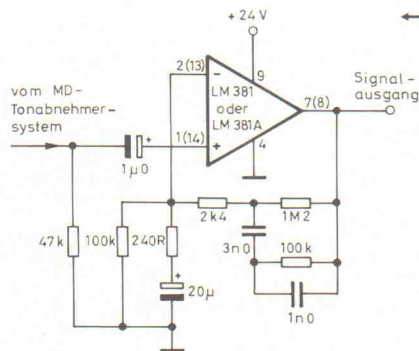 + 24 V
2(13)
9
7(8)
Signal-
ausgang
LM 381
oder
LM 381A
vom MD-
Tonabnehmer-
system
1(14)
4
1µ0
2k4
1M2
3n0
47k
100k
240R
100k
20µ
1n0